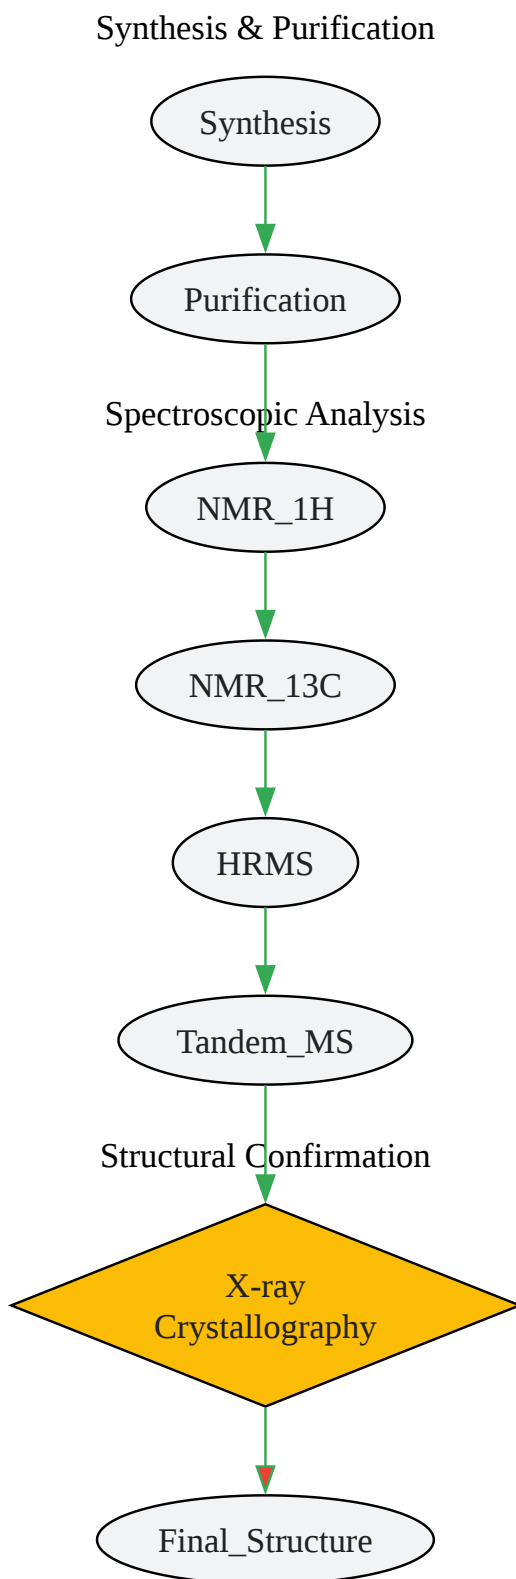 Synthesis & Purification
Synthesis
Purification
Spectroscopic Analysis
NMR_1H
NMR_13C
HRMS
Tandem_MS
Structural Confirmation
X-ray
Crystallography
Final_Structure